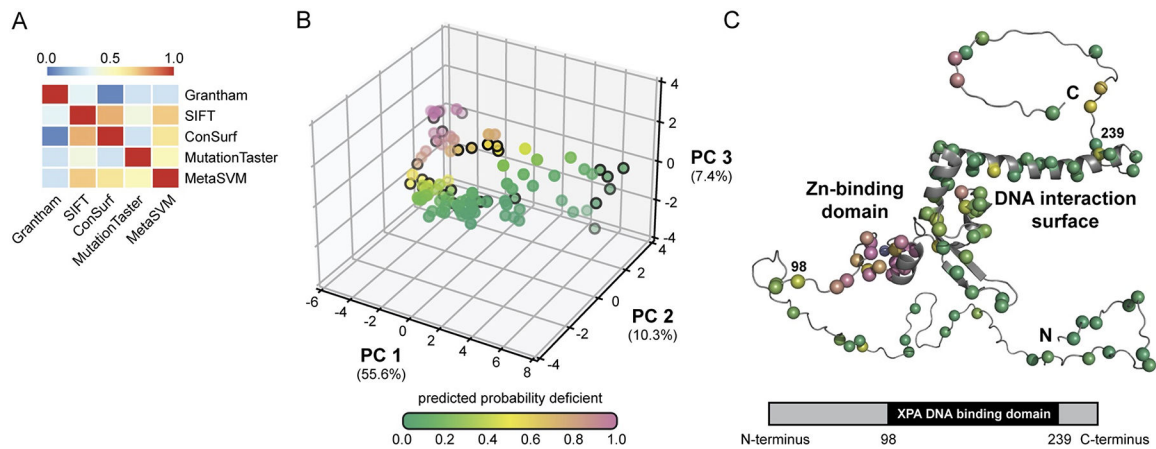 A
0.0 0.5 1.0
Grantham
SIFT
ConSurf
MutationTaster
MetaSVM
Grantham
SIFT
ConSurf
MutationTaster
MetaSVM
B
4
2
0
-2
-4
PC 3
(7.4%)
4
2
0
-2
-4
PC 2
(10.3%)
-6
-4
-2
0
2
4
6
8
PC 1
(55.6%)
predicted probability deficient
0.0 0.2 0.4 0.6 0.8 1.0
C
C
239
Zn-binding
domain
DNA interaction
surface
98
N
XPA DNA binding domain
N-terminus 98 239 C-terminus